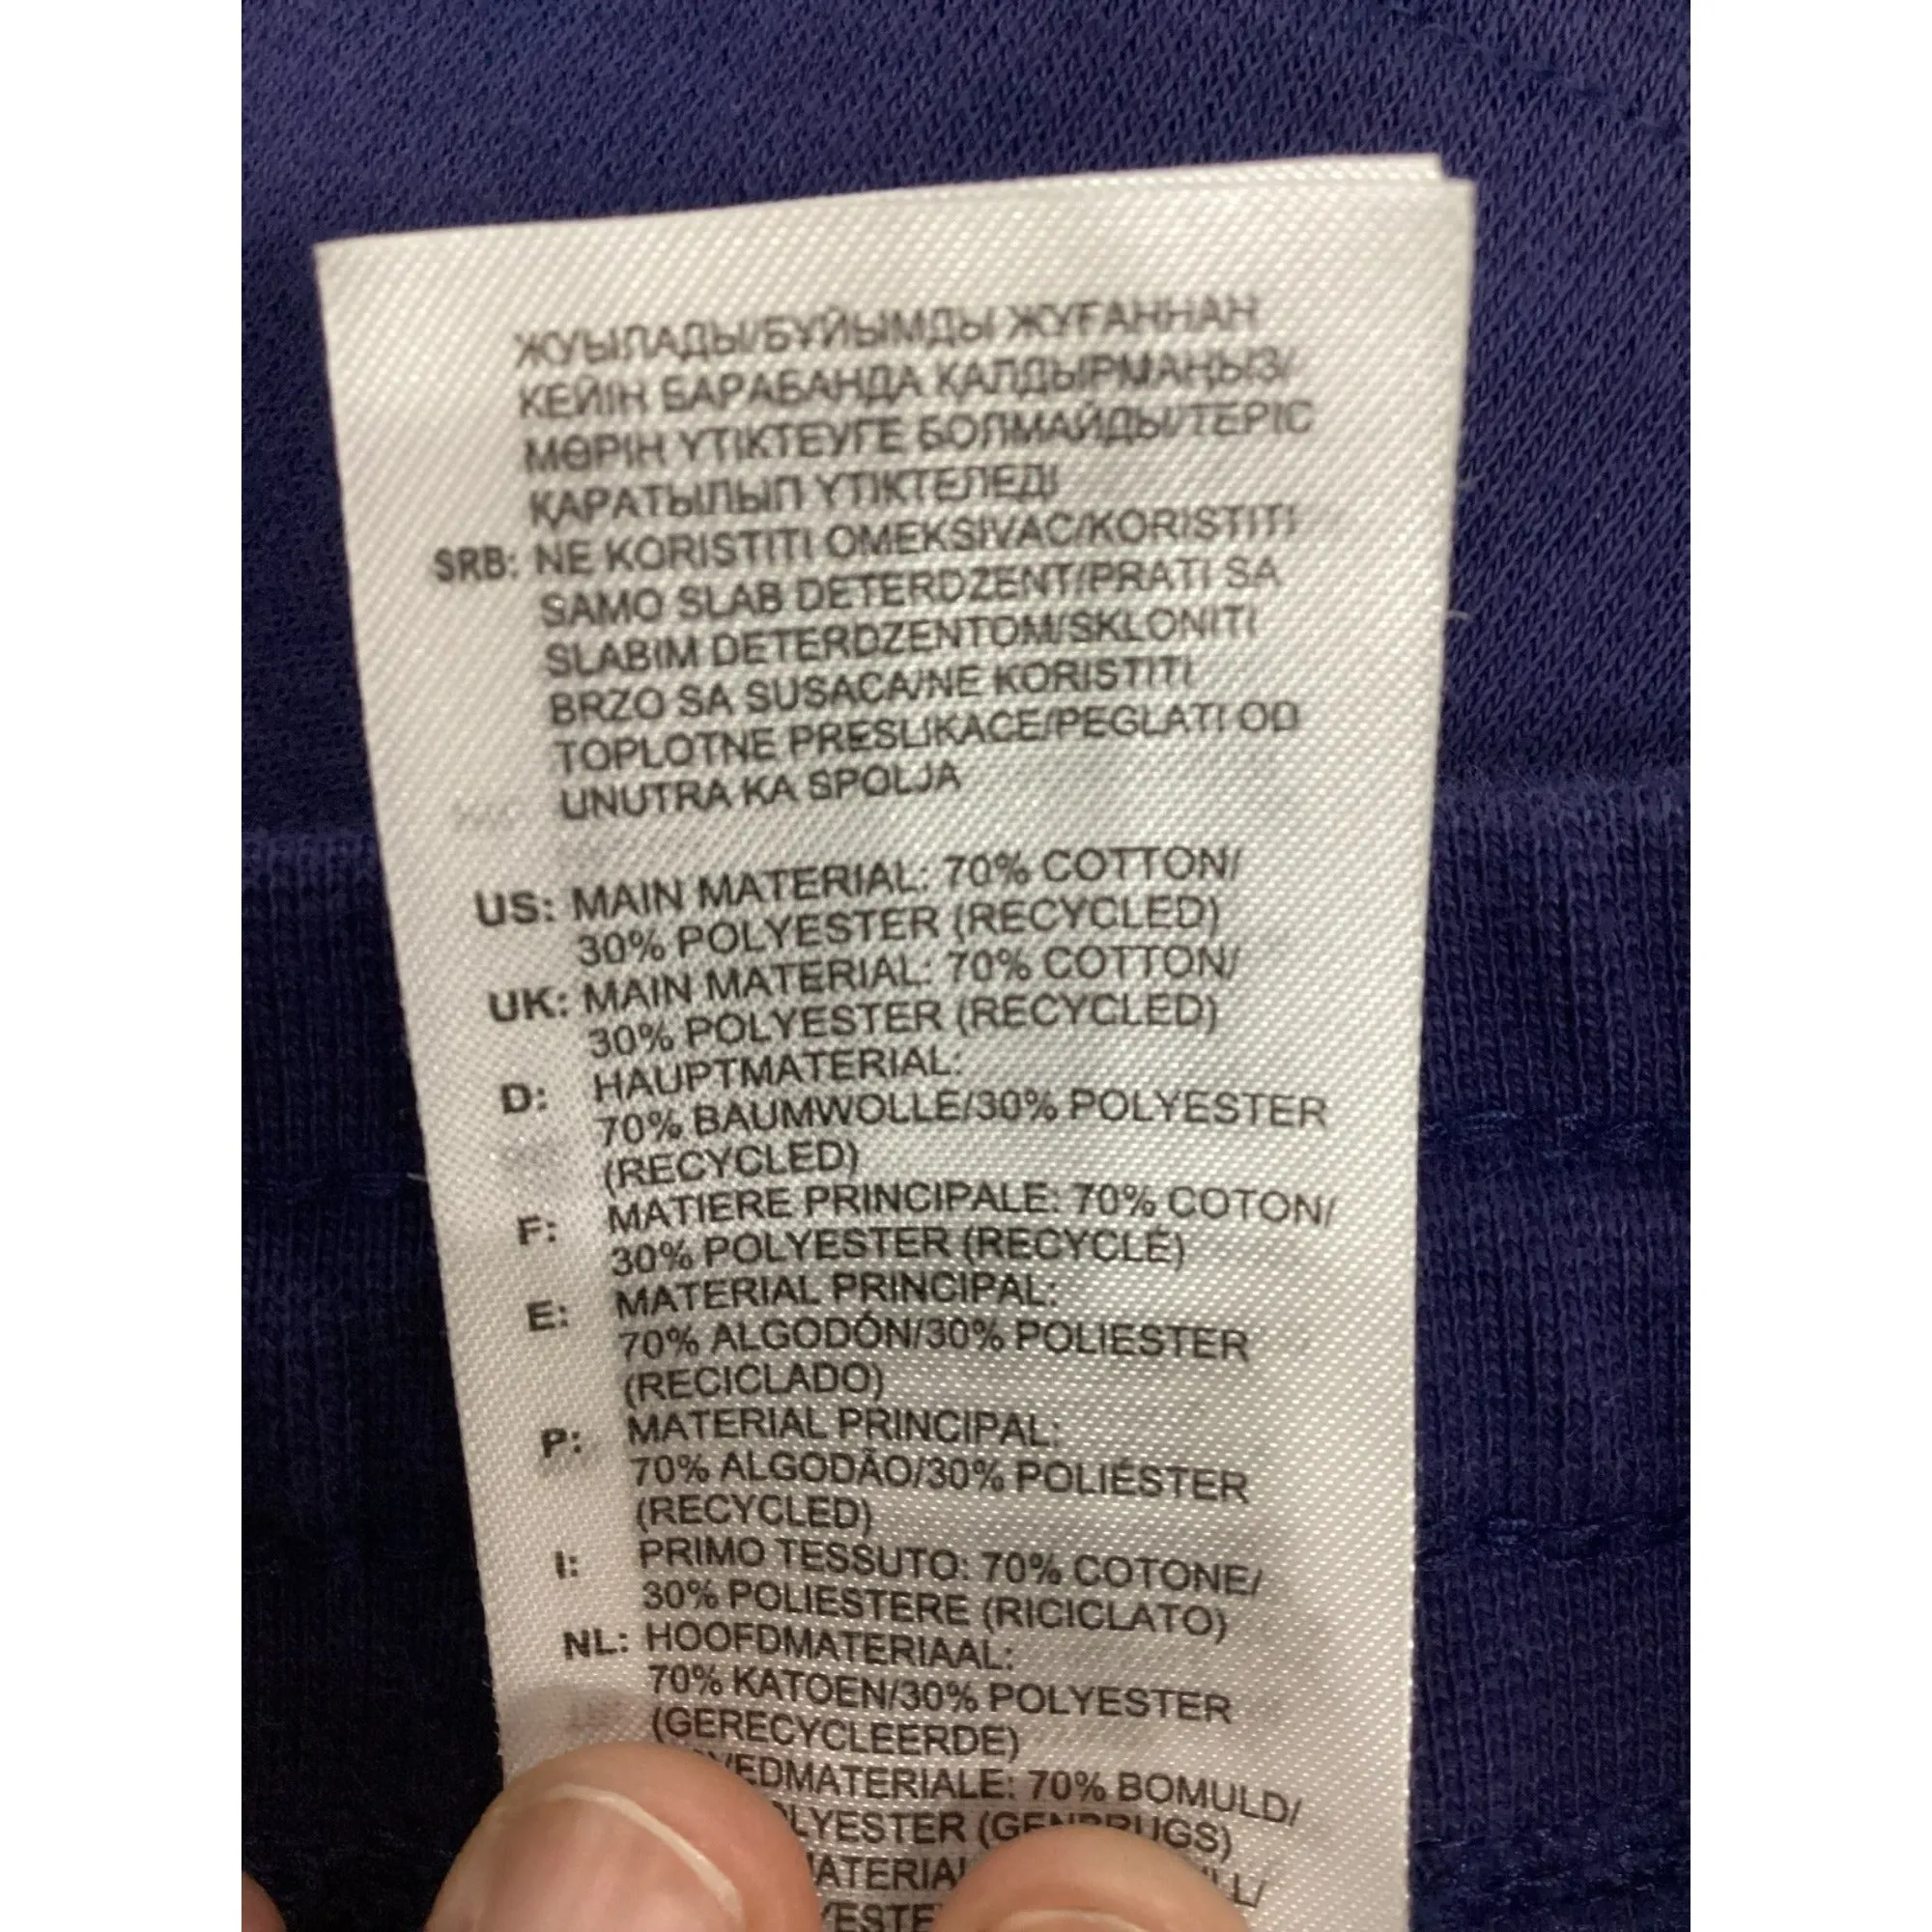 ЖУЫЛАДЫ/БҰЙЫМДЫ ЖУҒАННАН
КЕЙІН БАРАБАНДА ҚАЛДЫРМАҢЫЗ/
МӨРІН ҮТІКТЕУГЕ БОЛМАЙДЫ/ТЕРІС
ҚАРАТЫЛЫП ҮТІКТЕЛЕДІ
SRB: NE KORISTITI OMEKSIVAC/KORISTITI
SAMO SLAB DETERDZENT/PRATI SA
SLABIM DETERDZENTOM/SKLONITI
BRZO SA SUSACA/NE KORISTITI
TOPLOTNE PRESLIKACE/PEGLATI OD
UNUTRA KA SPOLJA
US: MAIN MATERIAL: 70% COTTON/
30% POLYESTER (RECYCLED)
UK: MAIN MATERIAL: 70% COTTON/
30% POLYESTER (RECYCLED)
D: HAUPTMATERIAL:
70% BAUMWOLLE/30% POLYESTER
(RECYCLED)
F: MATIERE PRINCIPALE: 70% COTON/
30% POLYESTER (RECYCLÉ)
E: MATERIAL PRINCIPAL:
70% ALGODÓN/30% POLIESTER
(RECICLADO)
P: MATERIAL PRINCIPAL:
70% ALGODÃO/30% POLIÉSTER
(RECYCLED)
I: PRIMO TESSUTO: 70% COTONE/
30% POLIESTERE (RICICLATO)
NL: HOOFDMATERIAAL:
70% KATOEN/30% POLYESTER
(GERECYCLEERDE)
70% BOMULD/